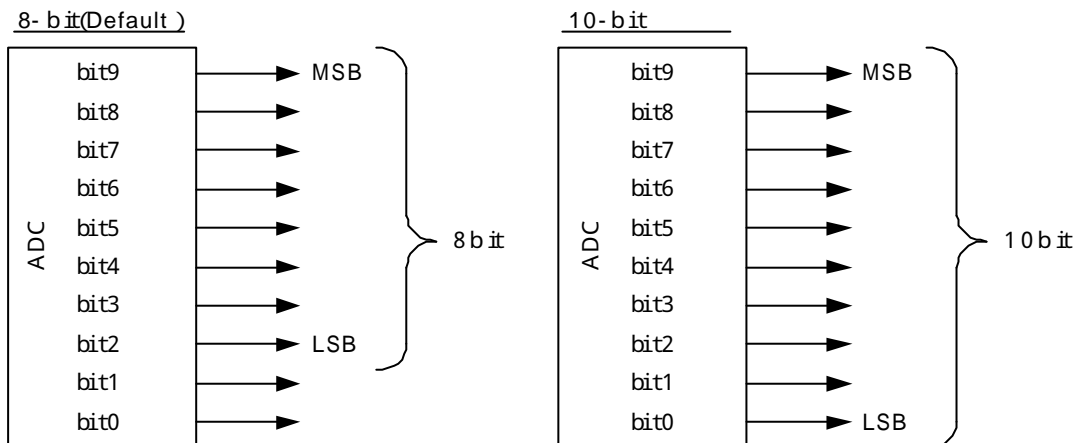 8-bit(Default)
ADC
bit9 MSB
bit8
bit7
bit6
bit5
bit4
bit3
bit2 LSB
bit1
bit0
8bit
10-bit
ADC
bit9 MSB
bit8
bit7
bit6
bit5
bit4
bit3
bit2
bit1
bit0 LSB
10bit